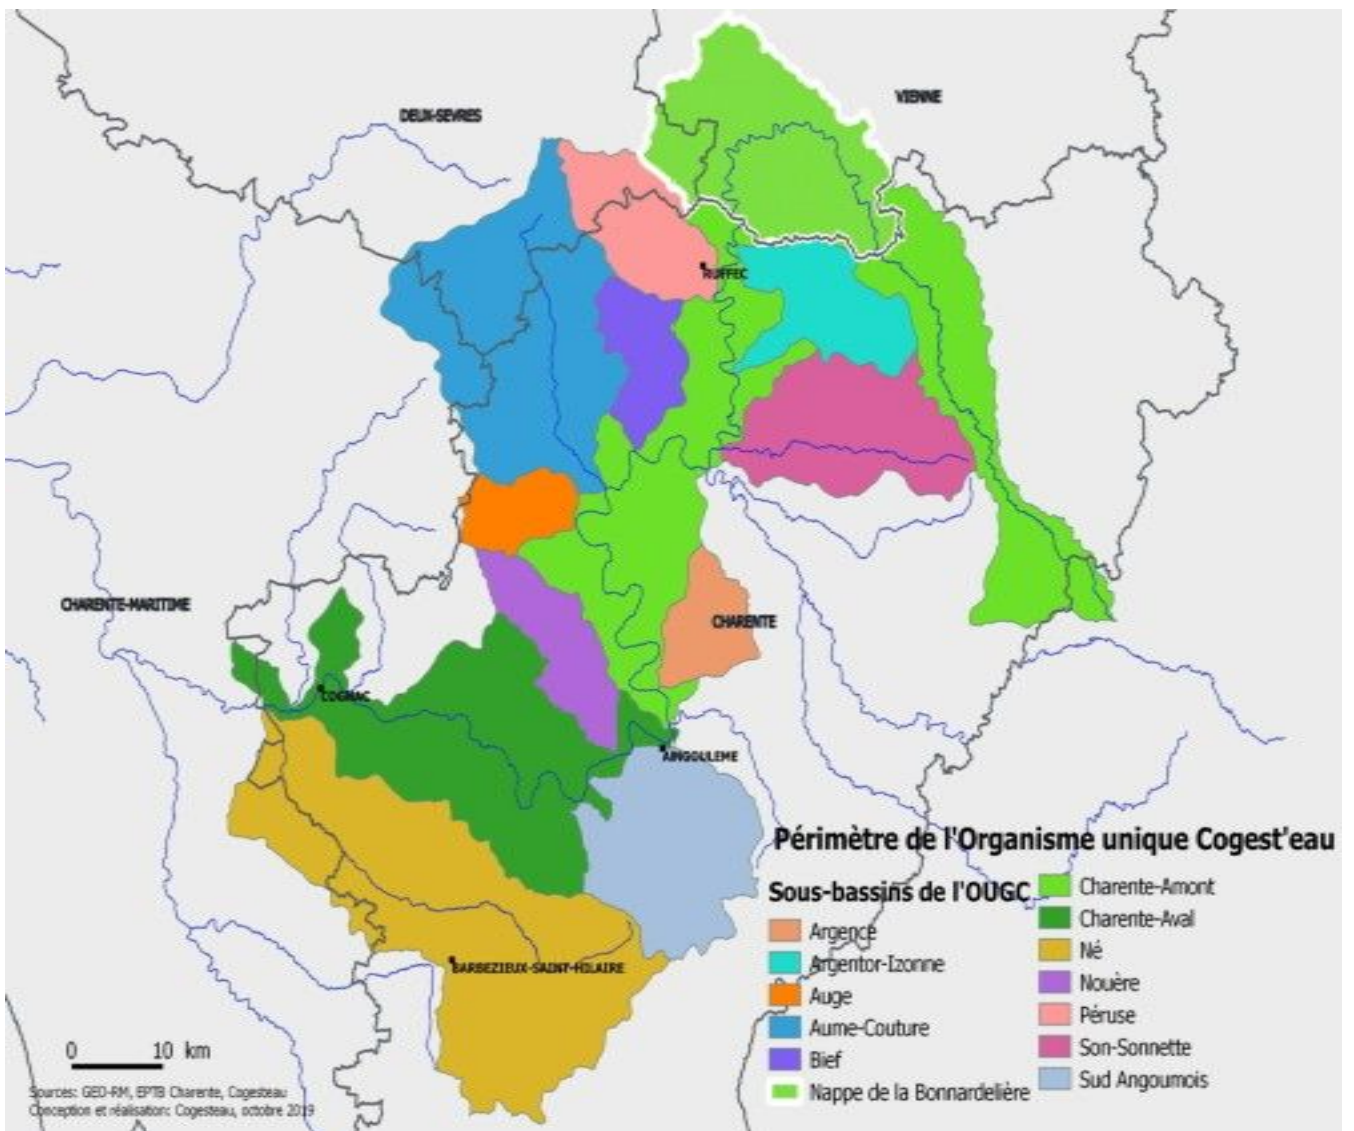 DEUX-SEVRES
VIENNE
RUFFEC
CHARENTE-MARITIME
CHARENTE
COGNAC
AINGOULEME
BARBEZIEUX-SAINT-HILAIRE
Périmètre de l'Organisme unique Cogest'eau
Sous-bassins de l'OUGC
Argence
Argentor-Izonne
Auge
Aume-Couture
Bief
Nappe de la Bonnardelière
Charente-Amont
Charente-Aval
Né
Nouère
Péruse
Son-Sonnette
Sud Angoumois
0 10 km
Sources: GEO-RM, EPTB Charente, Cogesteau
Conception et réalisation: Cogesteau, octobre 2019